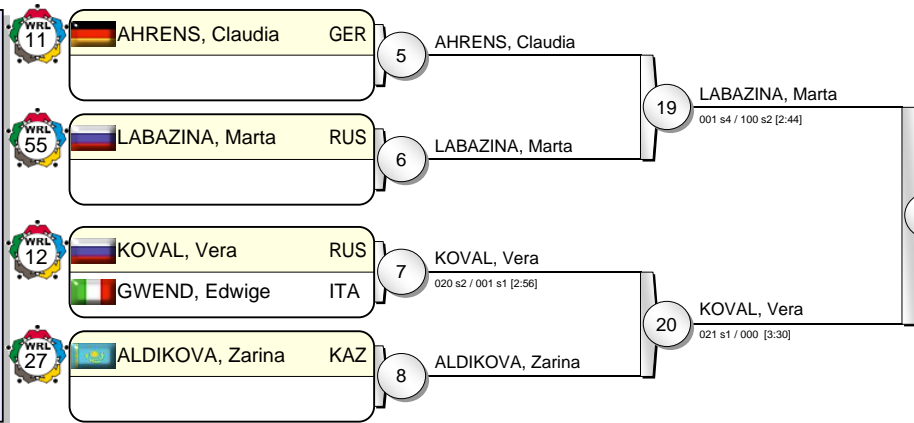 WRL
11
AHRENS, Claudia GER
5
AHRENS, Claudia
WRL
55
LABAZINA, Marta RUS
6
LABAZINA, Marta
19
LABAZINA, Marta
001 s4 / 100 s2 [2:44]
WRL
12
KOVAL, Vera RUS
GWEND, Edwige ITA
7
KOVAL, Vera
020 s2 / 001 s1 [2:56]
WRL
27
ALDIKOVA, Zarina KAZ
8
ALDIKOVA, Zarina
20
KOVAL, Vera
021 s1 / 000 [3:30]